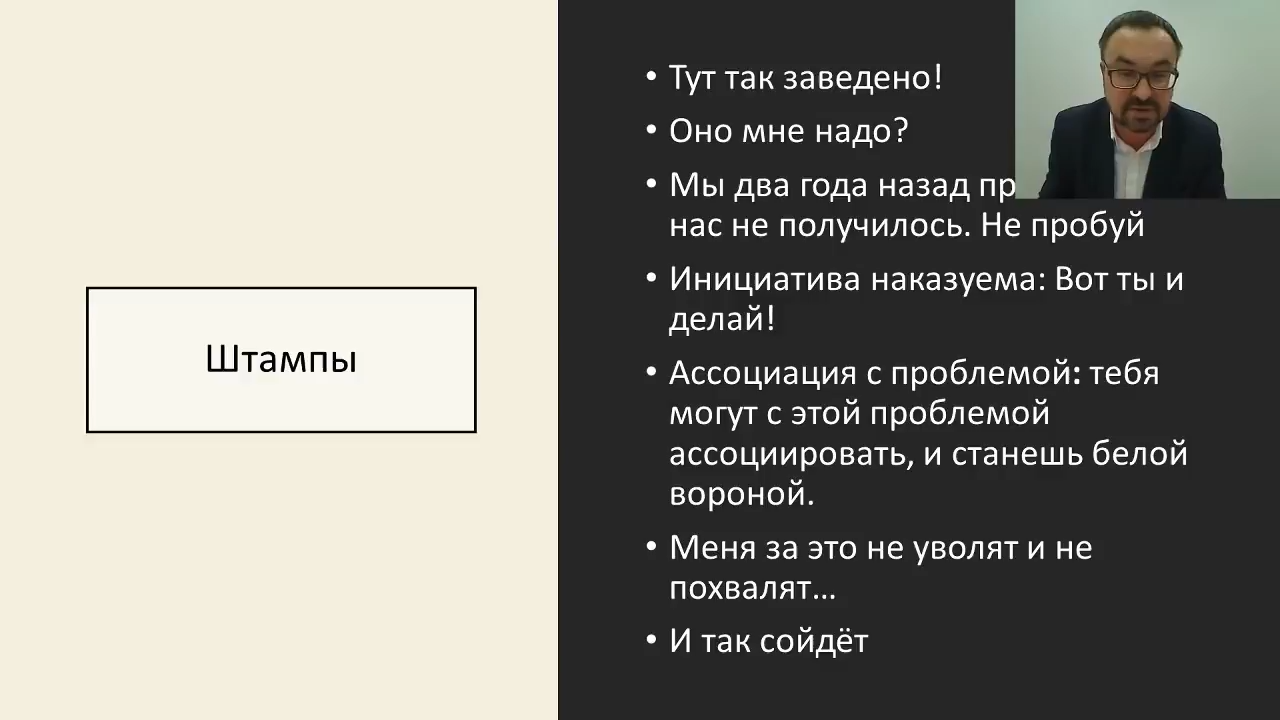 Штампы
• Тут так заведено!
• Оно мне надо?
• Мы два года назад
нас не получилось. Не пробуй
• Инициатива наказуема: Вот ты и
делай!
• Ассоциация с проблемой: тебя
могут с этой проблемой
ассоциировать, и станешь белой
вороной.
• Меня за это не уволят и не
похвалят...
• И так сойдёт